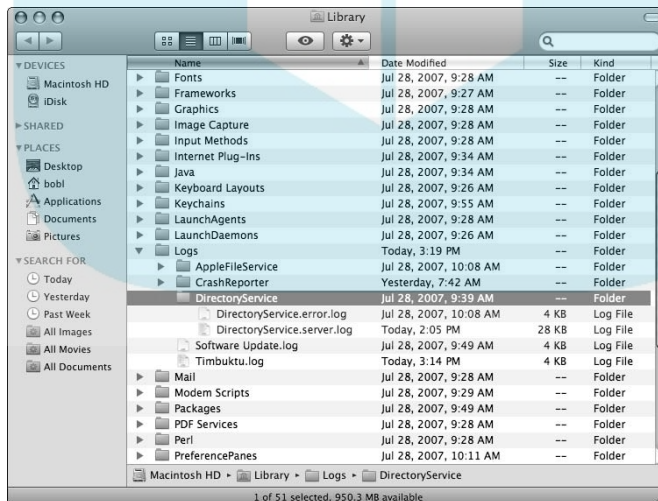 Library
Name Date Modified Size Kind
▼DEVICES
Macintosh HD
iDisk
▶SHARED
▼PLACES
Desktop
bobl
Applications
Documents
Pictures
▼SEARCH FOR
Today
Yesterday
Past Week
All Images
All Movies
All Documents
Fonts Jul 28, 2007, 9:28 AM -- Folder
Frameworks Jul 28, 2007, 9:27 AM -- Folder
Graphics Jul 28, 2007, 9:28 AM -- Folder
Image Capture Jul 28, 2007, 9:28 AM -- Folder
Input Methods Jul 28, 2007, 9:28 AM -- Folder
Internet Plug-Ins Jul 28, 2007, 9:34 AM -- Folder
Java Jul 28, 2007, 9:34 AM -- Folder
Keyboard Layouts Jul 28, 2007, 9:26 AM -- Folder
Keychains Jul 28, 2007, 9:55 AM -- Folder
LaunchAgents Jul 28, 2007, 9:28 AM -- Folder
LaunchDaemons Jul 28, 2007, 9:26 AM -- Folder
Logs Today, 3:19 PM -- Folder
AppleFileService Jul 28, 2007, 10:08 AM -- Folder
CrashReporter Yesterday, 7:42 AM -- Folder
DirectoryService Jul 28, 2007, 9:39 AM -- Folder
DirectoryService.error.log Jul 28, 2007, 10:08 AM 4 KB Log File
DirectoryService.server.log Today, 2:05 PM 28 KB Log File
Software Update.log Jul 28, 2007, 9:49 AM 4 KB Log File
Timbuktu.log Today, 3:14 PM 4 KB Log File
Mail Jul 28, 2007, 9:28 AM -- Folder
Modem Scripts Jul 28, 2007, 9:29 AM -- Folder
Packages Jul 28, 2007, 9:49 AM -- Folder
PDF Services Jul 28, 2007, 9:28 AM -- Folder
Perl Jul 28, 2007, 9:28 AM -- Folder
PreferencePanes Jul 28, 2007, 10:11 AM -- Folder
Macintosh HD ▸ Library ▸ Logs ▸ DirectoryService
1 of 51 selected, 950.3 MB available